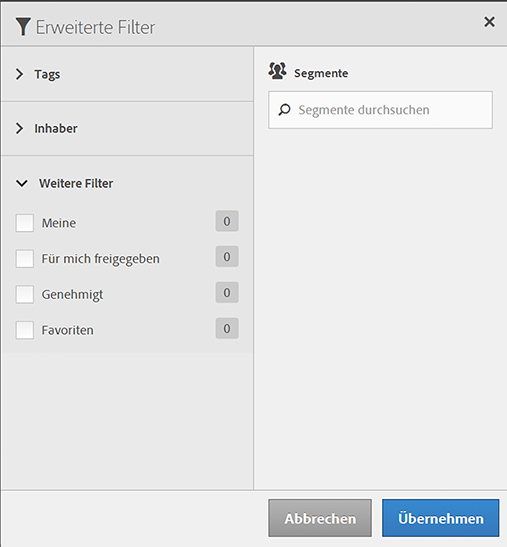 Erweiterte Filter
Tags
Inhaber
Weitere Filter
Meine 0
Für mich freigegeben 0
Genehmigt 0
Favoriten 0
Segmente
Segmente durchsuchen
Abbrechen
Übernehmen